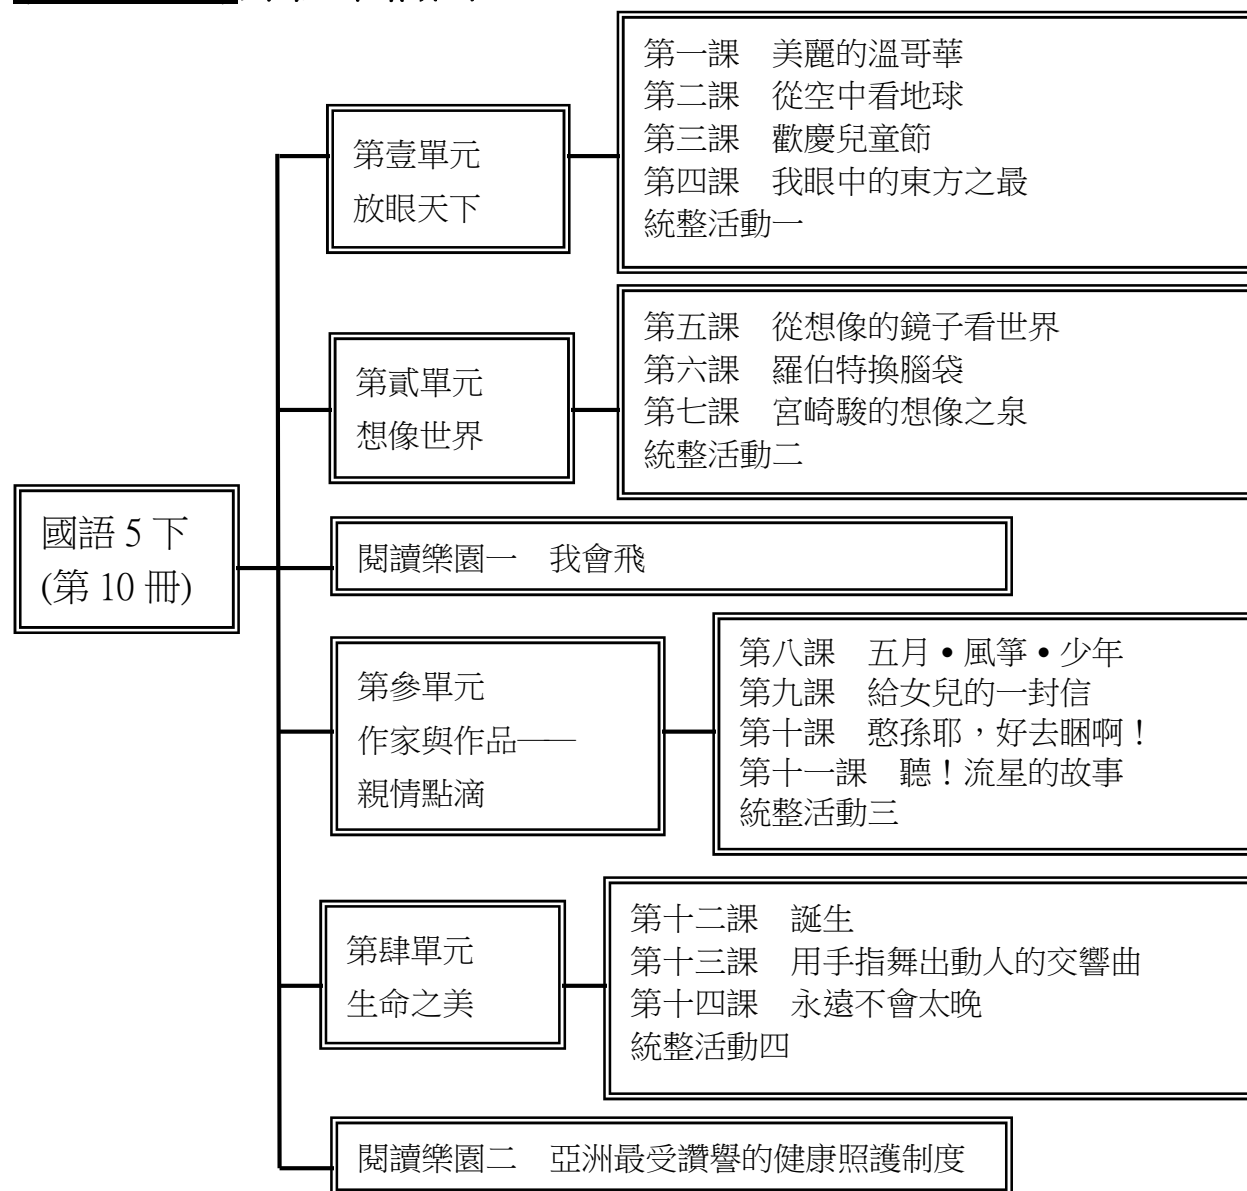 第一課　美麗的溫哥華
第二課　從空中看地球
第三課　歡慶兒童節
第四課　我眼中的東方之最
統整活動一
第壹單元
放眼天下
第五課　從想像的鏡子看世界
第六課　羅伯特換腦袋
第七課　宮崎駿的想像之泉
統整活動二
第貳單元
想像世界
國語 5 下
(第 10 冊)
閱讀樂園一　我會飛
第八課　五月•風箏•少年
第九課　給女兒的一封信
第十課　憨孫耶，好去睏啊！
第十一課　聽！流星的故事
統整活動三
第參單元
作家與作品——
親情點滴
第十二課　誕生
第十三課　用手指舞出動人的交響曲
第十四課　永遠不會太晚
統整活動四
第肆單元
生命之美
閱讀樂園二　亞洲最受讚譽的健康照護制度